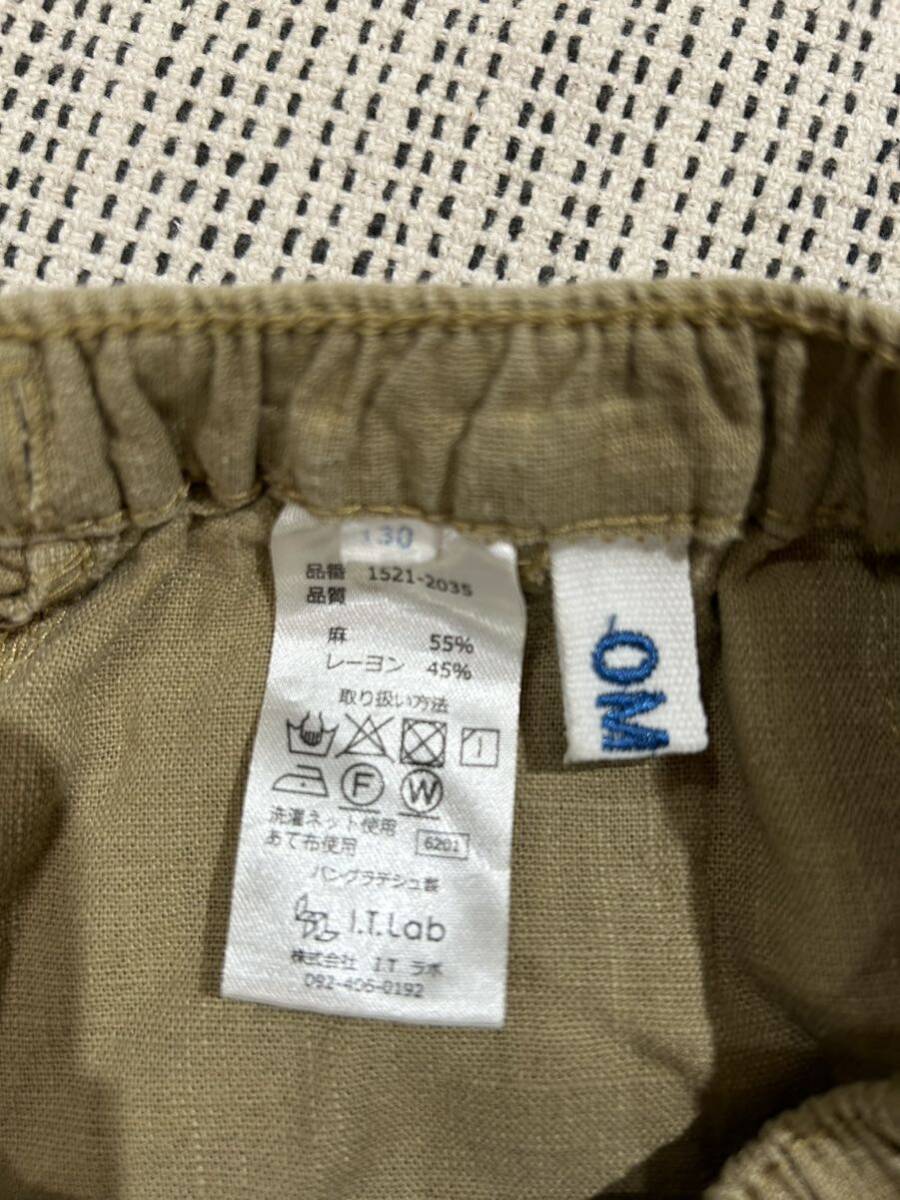 130
品番 1521-2035
品質
麻 55%
レーヨン 45%
取り扱い方法
F W
洗濯ネット使用
あて布使用 6201
バングラデシュ製
I.T.Lab
株式会社 I.T ラボ
092-406-0192
OM